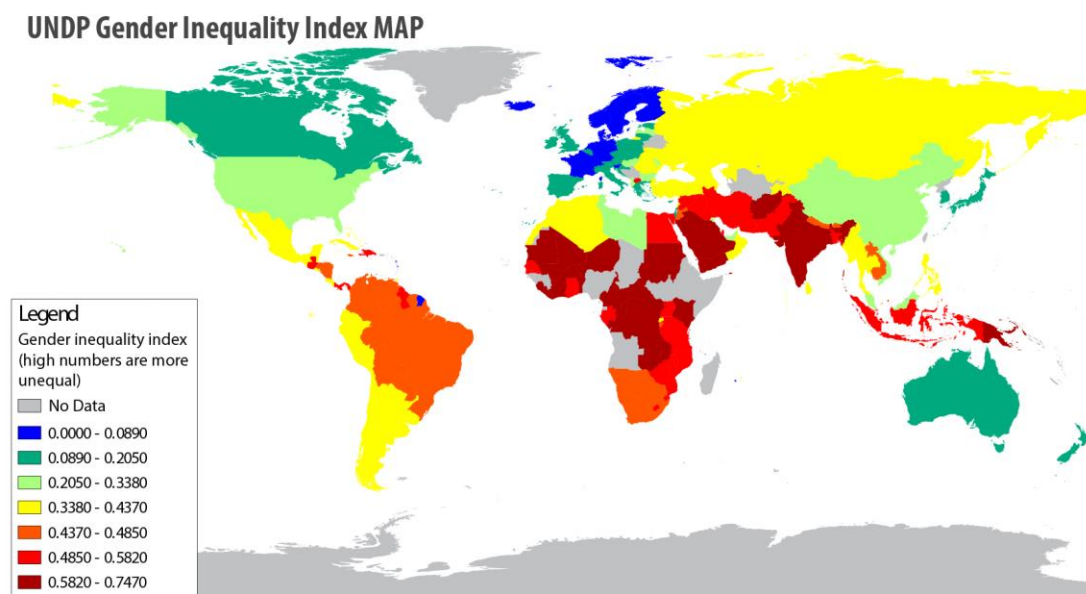 UNDP Gender Inequality Index MAP
Legend
Gender inequality index
(high numbers are more
unequal)
No Data
0.0000 - 0.0890
0.0890 - 0.2050
0.2050 - 0.3380
0.3380 - 0.4370
0.4370 - 0.4850
0.4850 - 0.5820
0.5820 - 0.7470